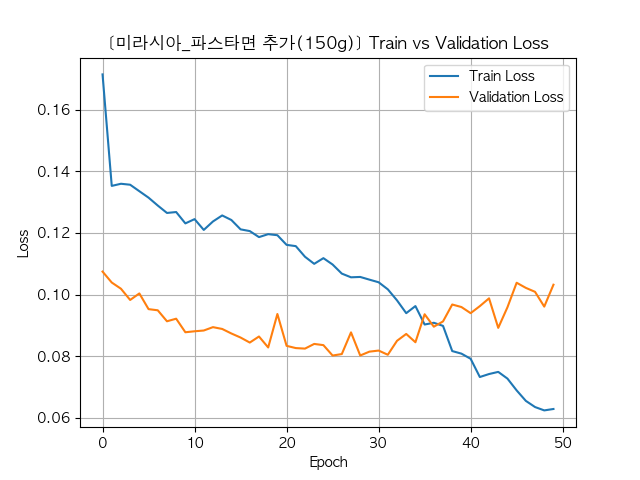 [미라시아_파스타면 추가(150g)] Train vs Validation Loss
Train Loss
Validation Loss
Loss
0.16
0.14
0.12
0.10
0.08
0.06
0
10
20
30
40
50
Epoch